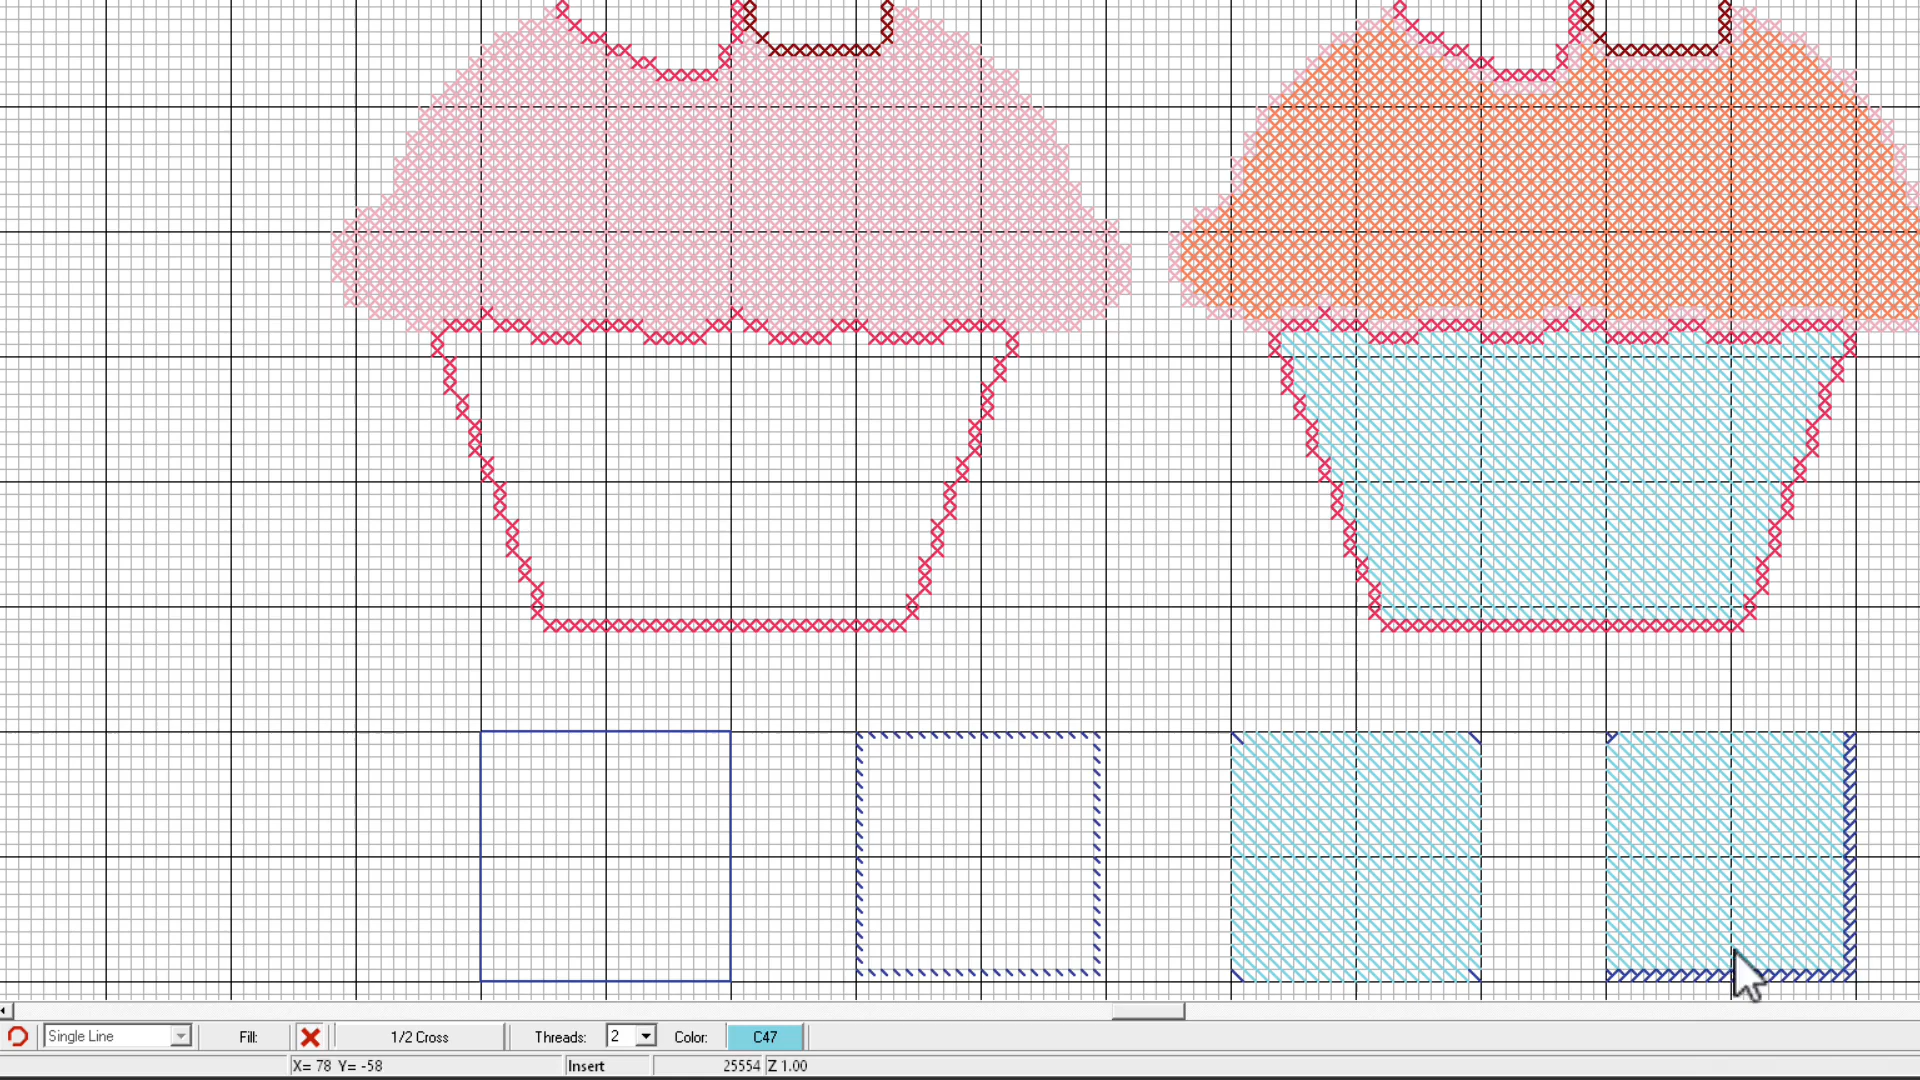 Single Line Fill: 1/2 Cross Threads: 2 Color: C47
X= 78 Y= -58 Insert 25554 Z 1.00